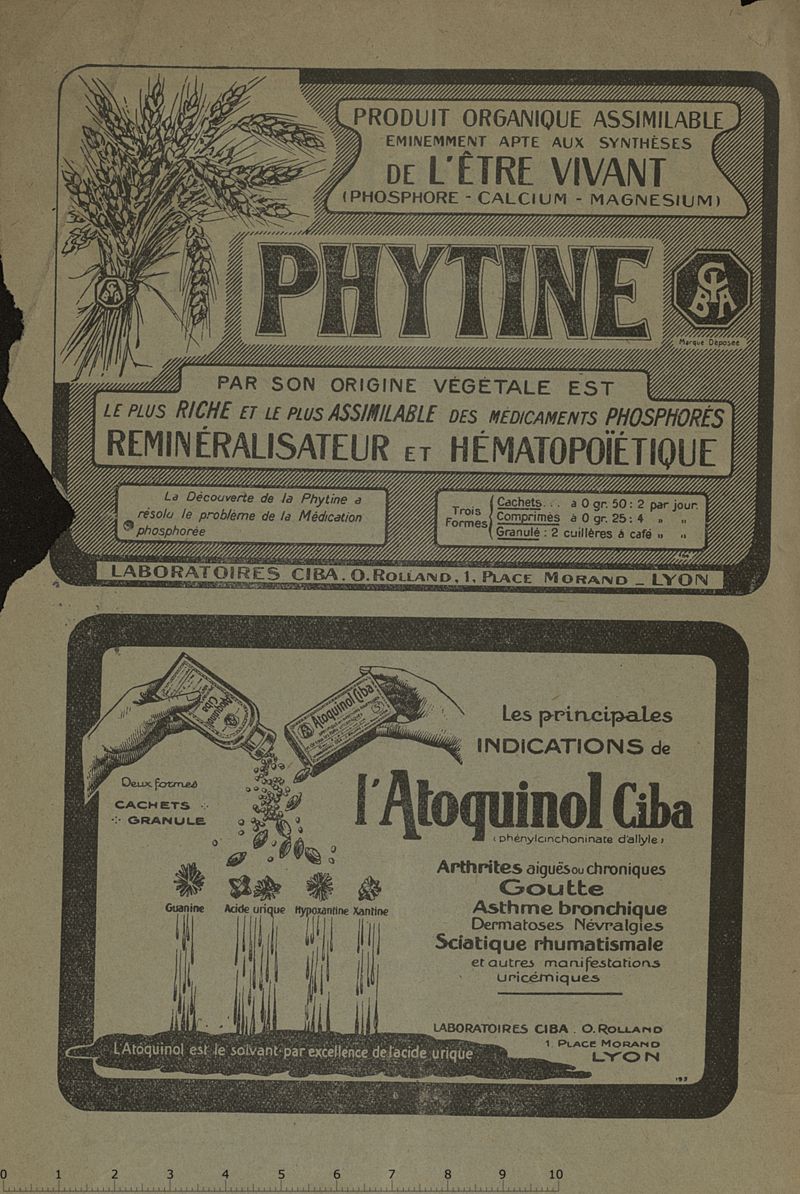 PRODUIT ORGANIQUE ASSIMILABLE
EMINEMMENT APTE AUX SYNTHÈSES
DE L'ÊTRE VIVANT
(PHOSPHORE - CALCIUM - MAGNESIUM)
PHYTINE
CIBA
Marque Déposée
PAR SON ORIGINE VÉGÉTALE EST
LE PLUS RICHE ET LE PLUS ASSIMILABLE DES MÉDICAMENTS PHOSPHORÉS
REMINÉRALISATEUR ET HÉMATOPOÏÉTIQUE
La Découverte de la Phytine a
résolu le problème de la Médication
phosphorée
Trois Formes
Cachets... à 0 gr. 50: 2 par jour.
Comprimés à 0 gr. 25: 4 " "
Granulé : 2 cuillères à café " "
LABORATOIRES CIBA. O. ROLLAND, 1, PLACE MORAND _ LYON
Atoquinol Ciba
Atoquinol Ciba
Les principales
INDICATIONS de
l'Atoquinol Ciba
(phénylcinchoninate d'allyle)
Deux formes
CACHETS
GRANULE
Arthrites aiguës ou chroniques
Goutte
Asthme bronchique
Dermatoses Névralgies
Sciatique rhumatismale
et autres manifestations
uricémiques
Guanine Acide urique Hypoxantine Xantine
LABORATOIRES CIBA. O. ROLLAND
1 PLACE MORAND
LYON
L'Atoquinol est le solvant par excellence de l'acide urique
193
0 1 2 3 4 5 6 7 8 9 10